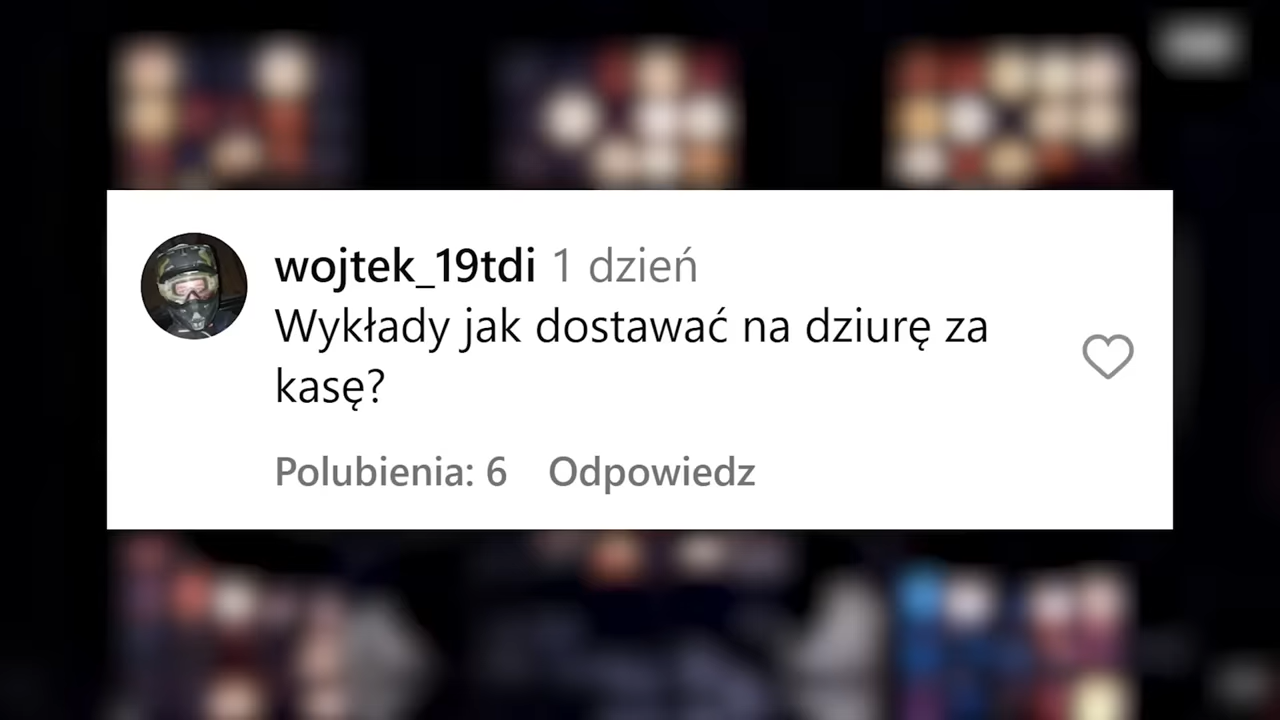 wojtek_19tdi 1 dzień
Wykłady jak dostawać na dziurę za
kasę?
Polubienia: 6 Odpowiedz